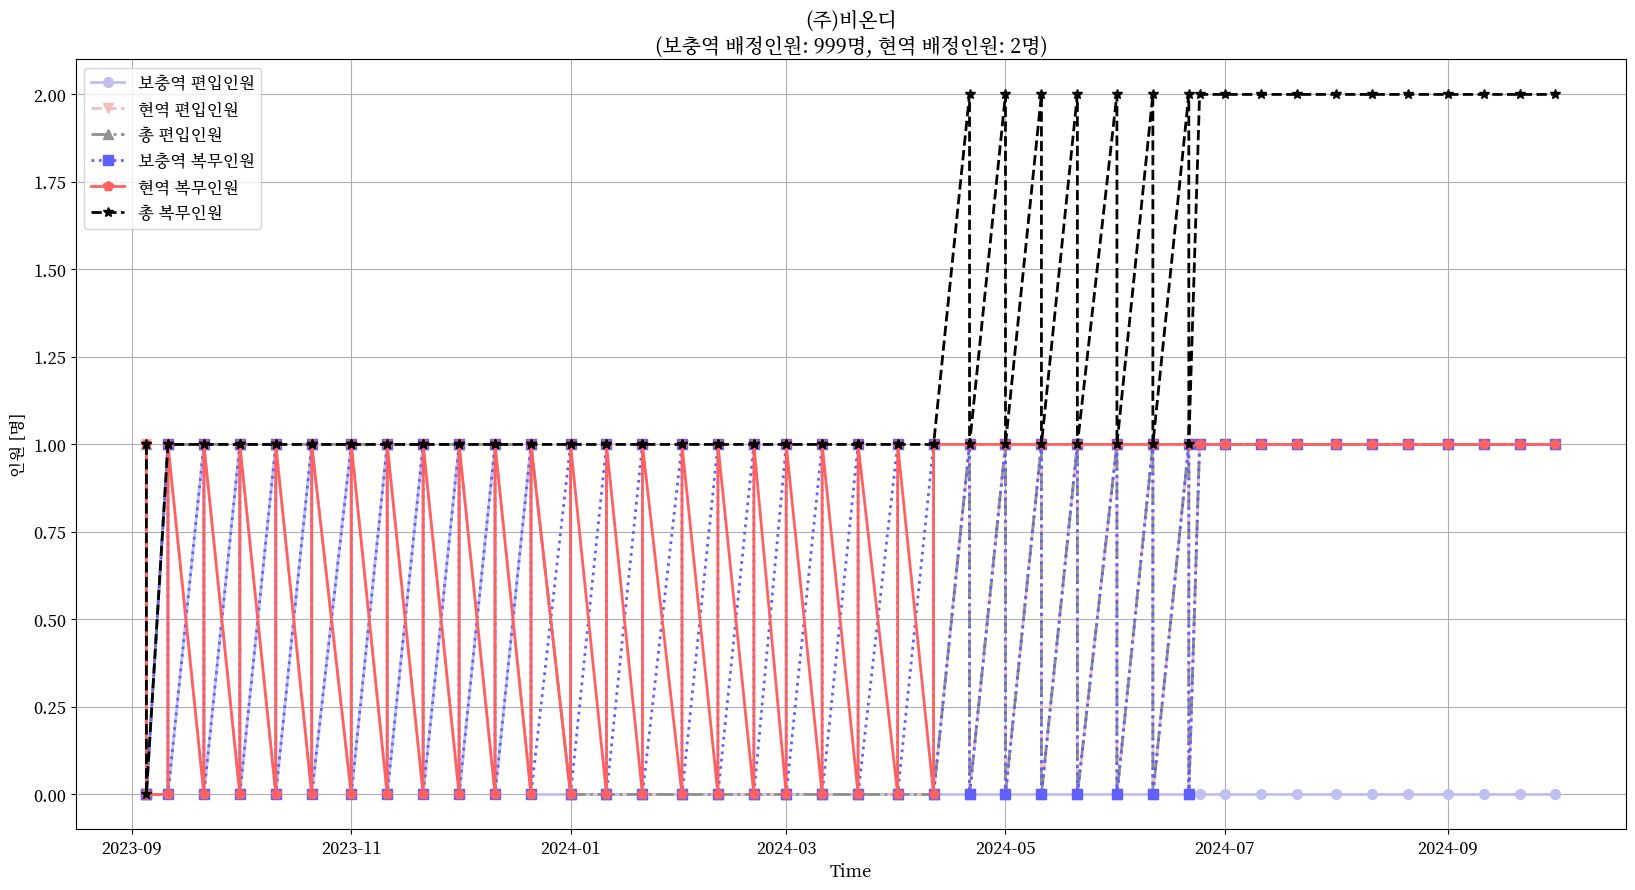 (주)비온디
(보충역 배정인원: 999명, 현역 배정인원: 2명)
보충역 편입인원
현역 편입인원
총 편입인원
보충역 복무인원
현역 복무인원
총 복무인원
인원 [명]
2.00
1.75
1.50
1.25
1.00
0.75
0.50
0.25
0.00
2023-09
2023-11
2024-01
2024-03
2024-05
2024-07
2024-09
Time